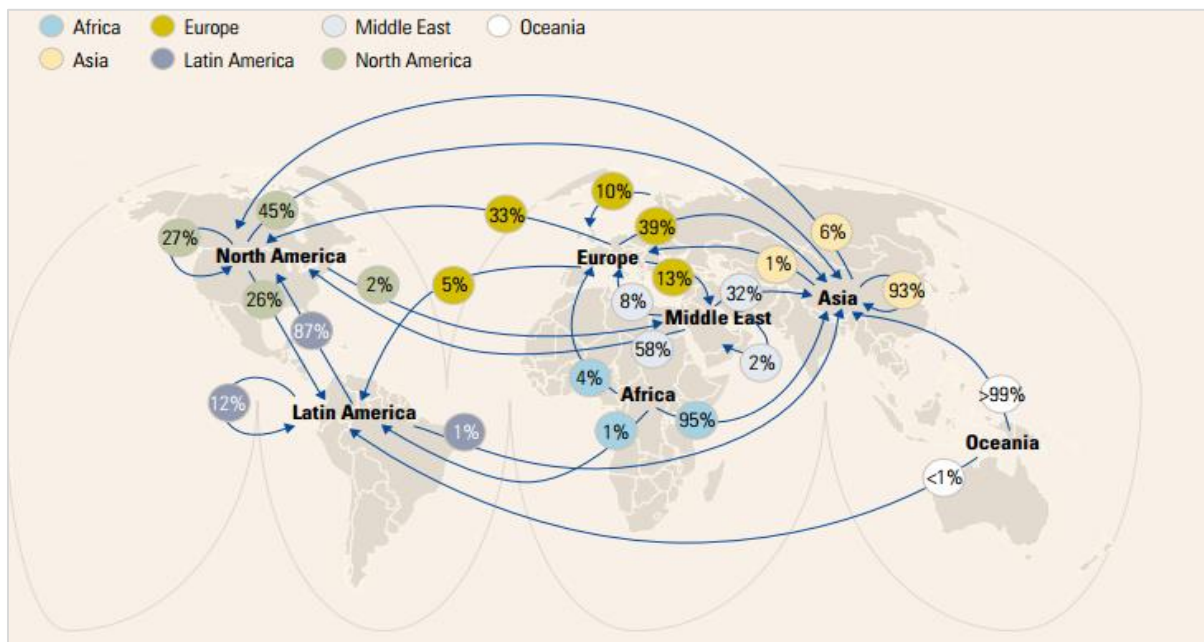 Africa Europe Middle East Oceania
Asia Latin America North America
10%
45% 33% 39% 6%
27% North America Europe 1%
2% 5% 13% 93%
26% 8% 32% Asia
87% Middle East
58% 2%
4% Africa >99%
12% Latin America 95%
1% 1% Oceania
<1%